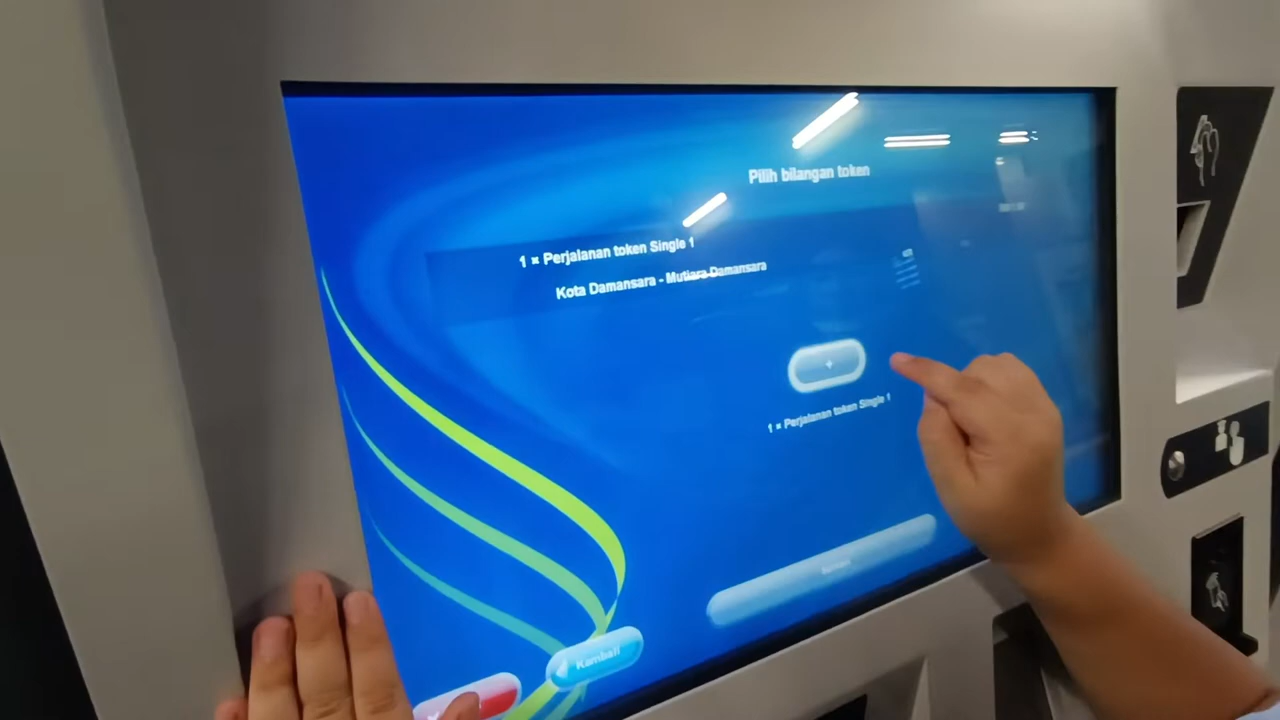 Pilih bilangan token
1 × Perjalanan token Single 1
Kota Damansara - Mutiara Damansara
+
1 × Perjalanan token Single 1
Kembali